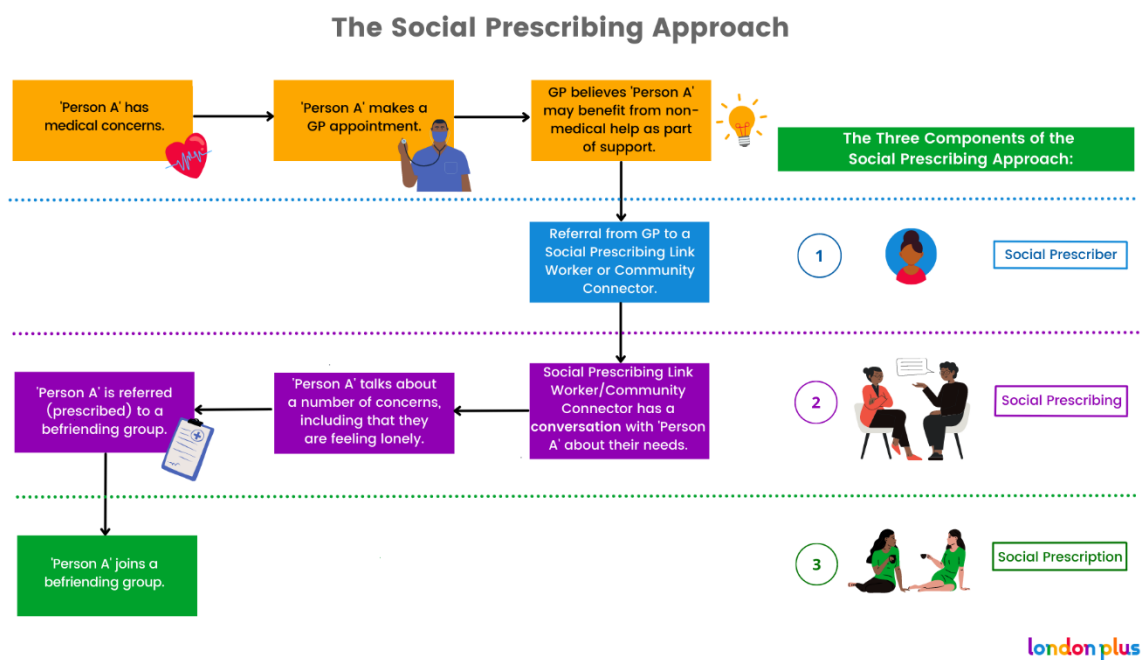 The Social Prescribing Approach
'Person A' has
medical concerns.
'Person A' makes a
GP appointment.
GP believes 'Person A'
may benefit from non-
medical help as part
of support.
The Three Components of the
Social Prescribing Approach:
Referral from GP to a
Social Prescribing Link
Worker or Community
Connector.
1
Social Prescriber
Social Prescribing Link
Worker/Community
Connector has a
conversation with 'Person
A' about their needs.
'Person A' talks about
a number of concerns,
including that they
are feeling lonely.
'Person A' is referred
(prescribed) to a
befriending group.
2
Social Prescribing
'Person A' joins a
befriending group.
3
Social Prescription
london plus